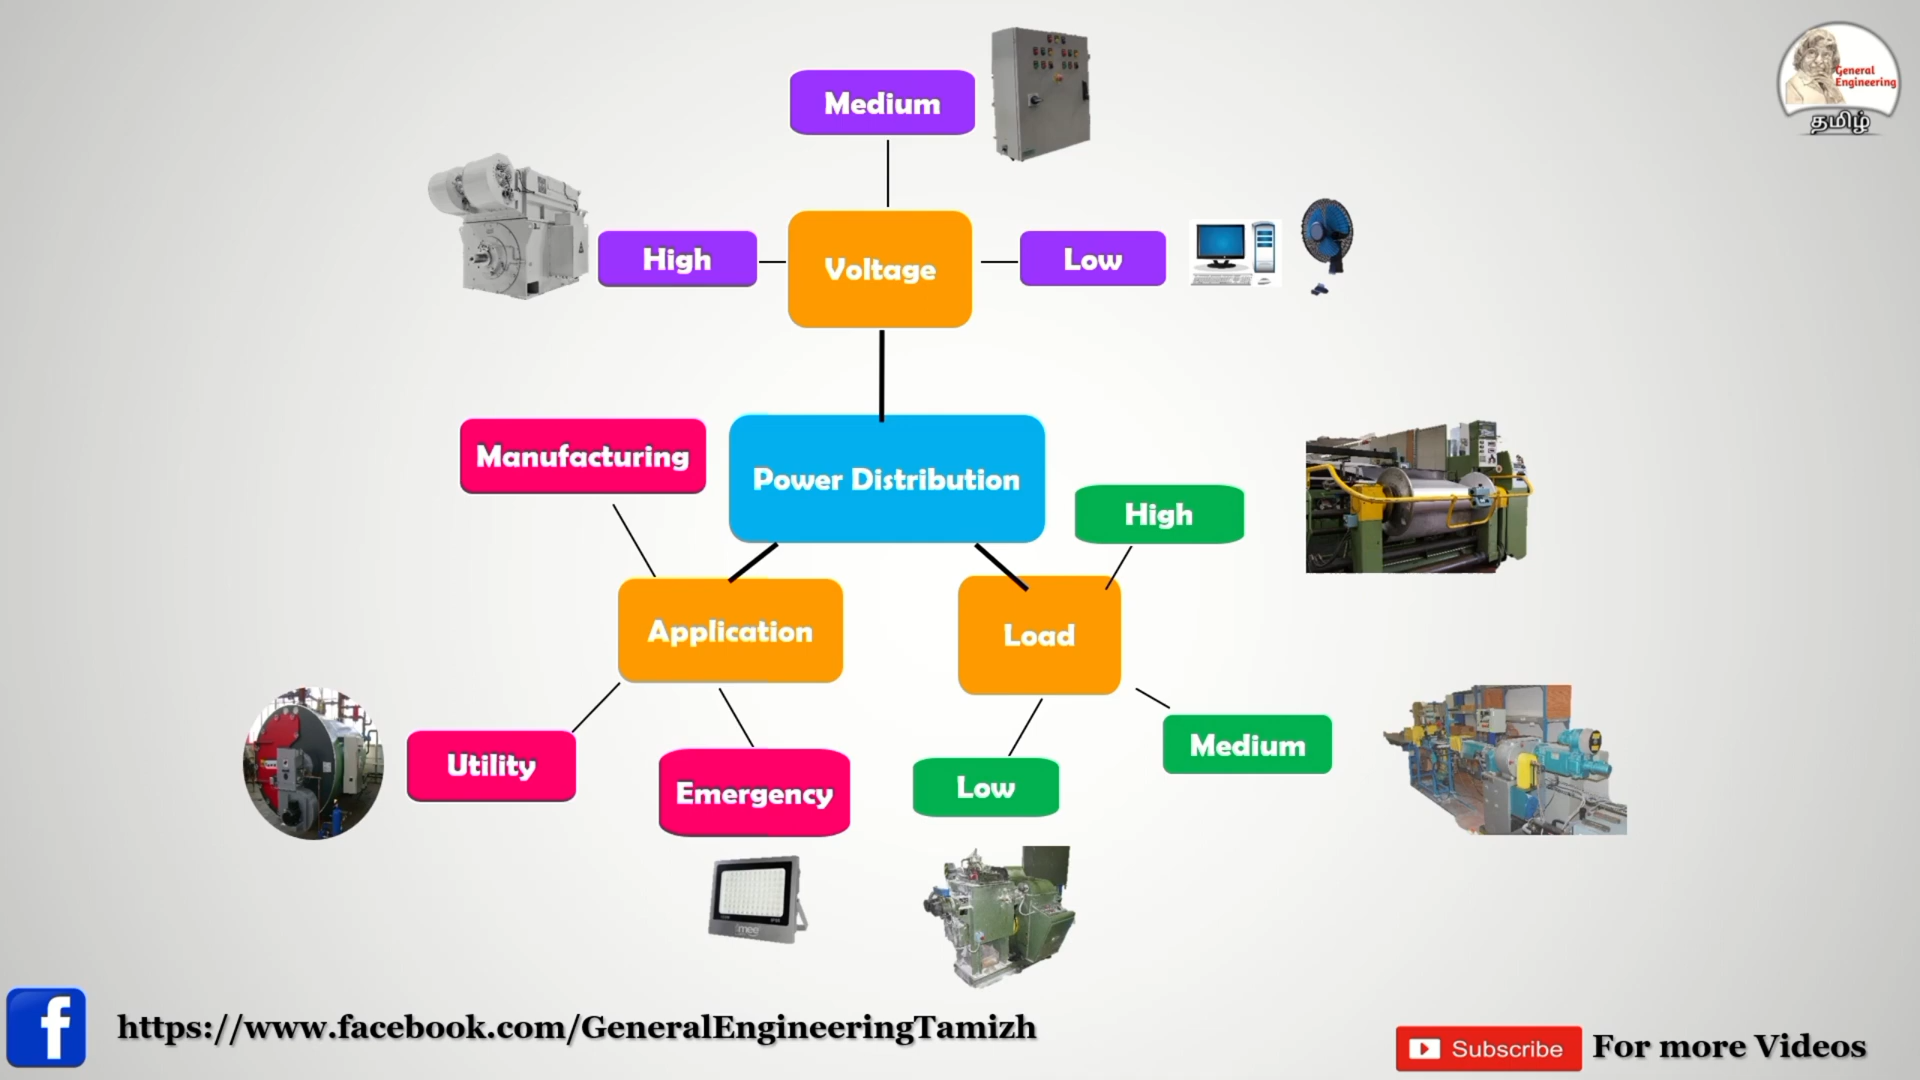 Medium
General
Engineering
தமிழ்
High
Voltage
Low
Manufacturing
Power Distribution
High
Application
Load
Utility
Emergency
Low
Medium
mee
https://www.facebook.com/GeneralEngineeringTamizh
Subscribe
For more Videos